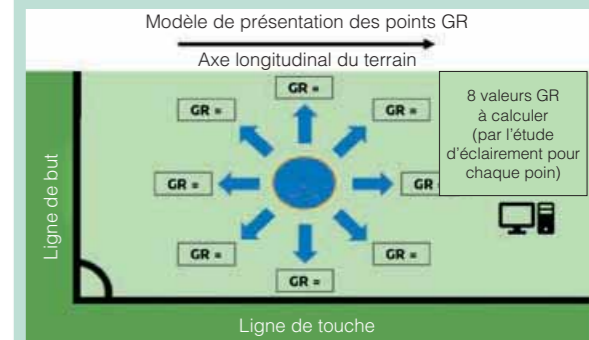 Modèle de présentation des points GR
Axe longitudinal du terrain
GR =
GR =
GR =
8 valeurs GR
à calculer
(par l'étude
d'éclairement pour
chaque poin)
Ligne de but
GR =
GR
GR =
GR =
GR =
Ligne de touche